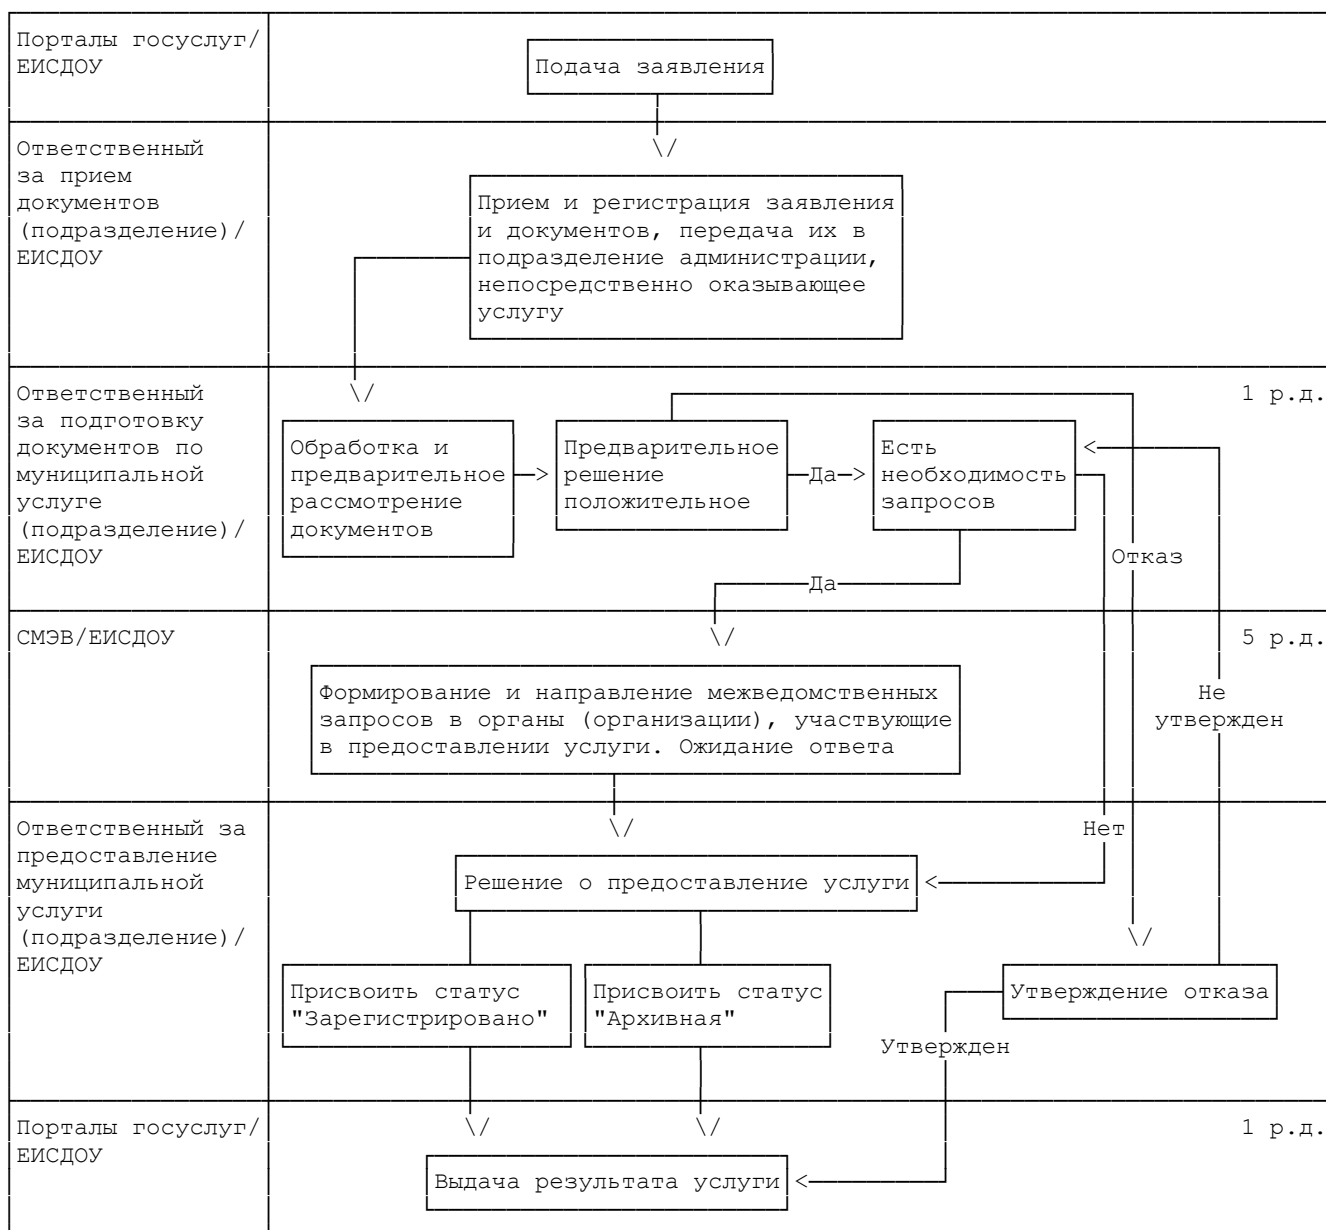 Порталы госуслуг/
ЕИСДОУ
Подача заявления
Ответственный
за прием
документов
(подразделение)/
ЕИСДОУ
Прием и регистрация заявления
и документов, передача их в
подразделение администрации,
непосредственно оказывающее
услугу
Ответственный
за подготовку
документов по
муниципальной
услуге
(подразделение)/
ЕИСДОУ
1 р.д.
Обработка и
предварительное
рассмотрение
документов
Предварительное
решение
положительное
Да
Есть
необходимость
запросов
Отказ
Да
СМЭВ/ЕИСДОУ
5 р.д.
Формирование и направление межведомственных
запросов в органы (организации), участвующие
в предоставлении услуги. Ожидание ответа
Не
утвержден
Ответственный за
предоставление
муниципальной
услуги
(подразделение)/
ЕИСДОУ
Нет
Решение о предоставление услуги
Присвоить статус
"Зарегистрировано"
Присвоить статус
"Архивная"
Утверждение отказа
Утвержден
Порталы госуслуг/
ЕИСДОУ
1 р.д.
Выдача результата услуги